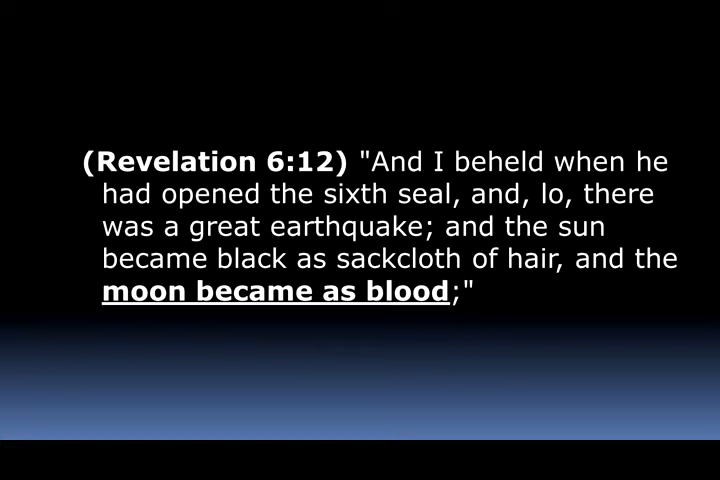 (Revelation 6:12) "And I beheld when he
had opened the sixth seal, and, lo, there
was a great earthquake; and the sun
became black as sackcloth of hair, and the
moon became as blood;"